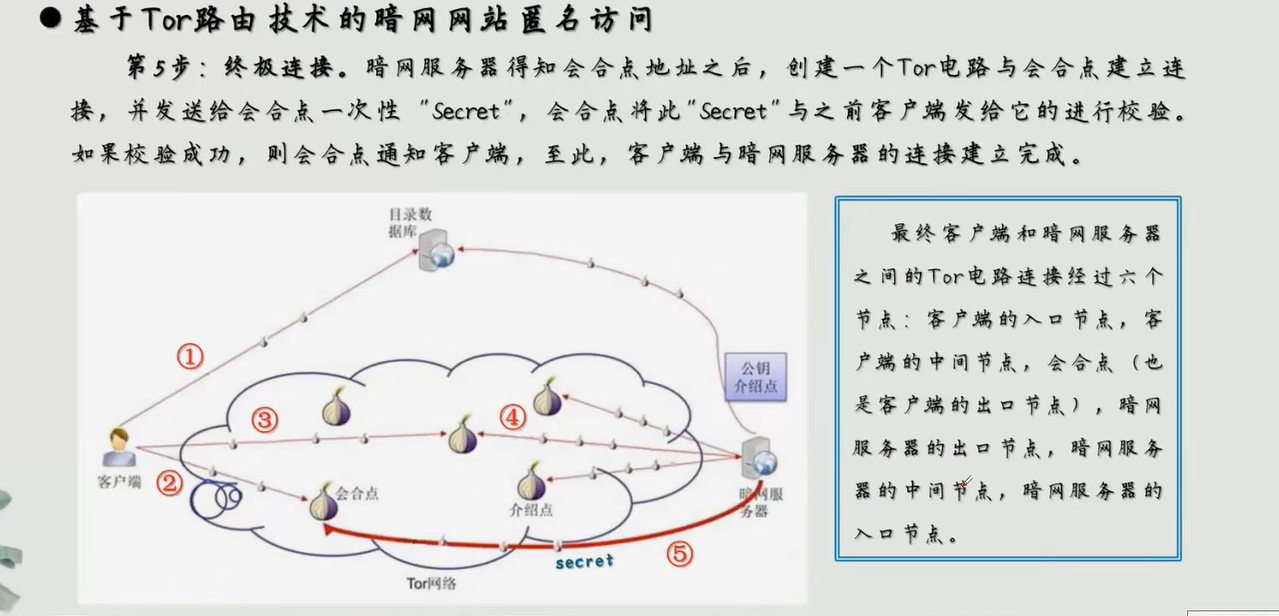 ● 基于Tor路由技术的暗网网站匿名访问
第5步：终极连接。暗网服务器得知会合点地址之后，创建一个Tor电路与会合点建立连
接，并发送给会合点一次性“Secret”，会合点将此“Secret”与之前客户端发给它的进行校验。
如果校验成功，则会合点通知客户端，至此，客户端与暗网服务器的连接建立完成。
目录数
据库
①
公钥
介绍点
③
④
客户端
②
会合点
介绍点
暗网服
务器
secret
⑤
Tor网络
最终客户端和暗网服务器
之间的Tor电路连接经过六个
节点：客户端的入口节点，客
户端的中间节点，会合点（也
是客户端的出口节点），暗网
服务器的出口节点，暗网服务
器的中间节点，暗网服务器的
入口节点。